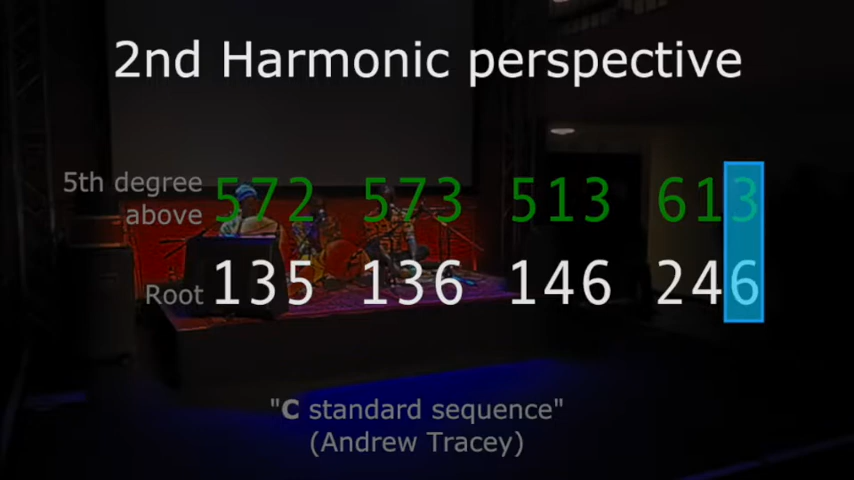 2nd Harmonic perspective
5th degree above
572 573 513 613
Root 135 136 146 246
"C standard sequence"
(Andrew Tracey)